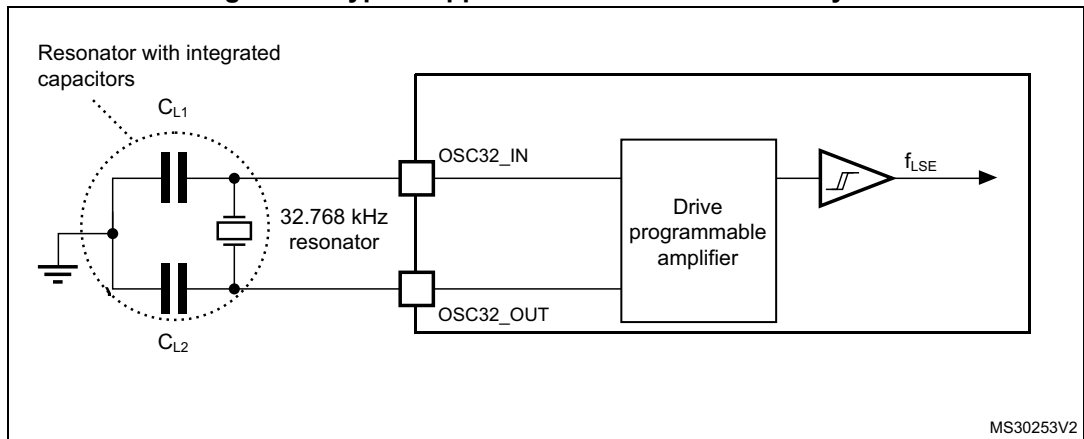 Resonator with integrated
capacitors
CL1
OSC32_IN
fLSE
32.768 kHz
resonator
Drive
programmable
amplifier
OSC32_OUT
CL2
MS30253V2